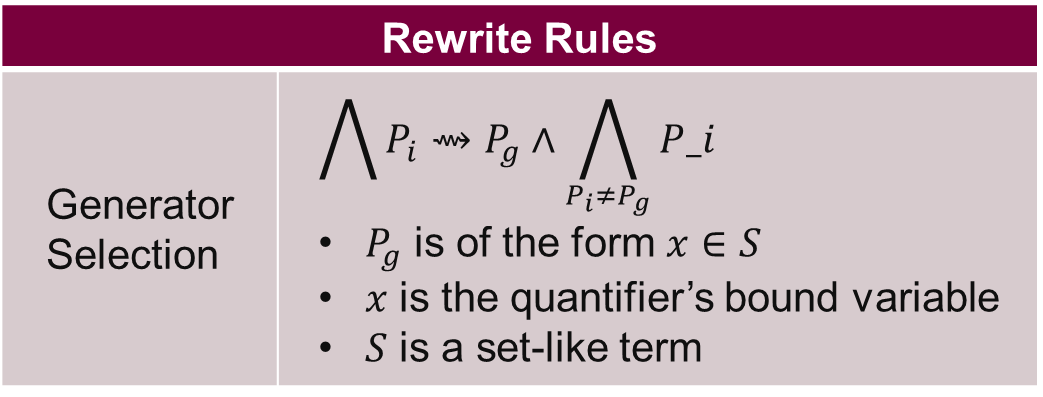 Rewrite Rules
Generator
Selection
⋀ P_i ⇝ P_g ∧ ⋀_{P_i≠P_g} P_i
• P_g is of the form x ∈ S
• x is the quantifier’s bound variable
• S is a set-like term